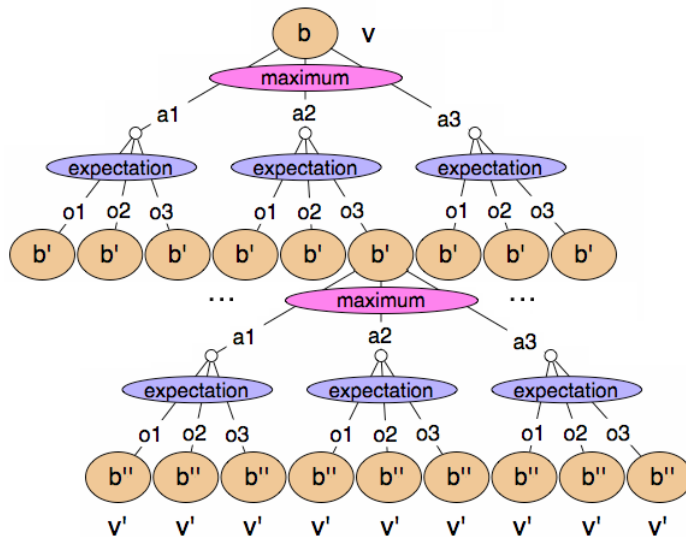 b v
maximum
a1 a2 a3
expectation expectation expectation
o1 o2 o3 o1 o2 o3 o1 o2 o3
b' b' b' b' b' b' b' b' b'
... maximum ...
a1 a2 a3
expectation expectation expectation
o1 o2 o3 o1 o2 o3 o1 o2 o3
b'' b'' b'' b'' b'' b'' b'' b'' b''
v' v' v' v' v' v' v' v' v'